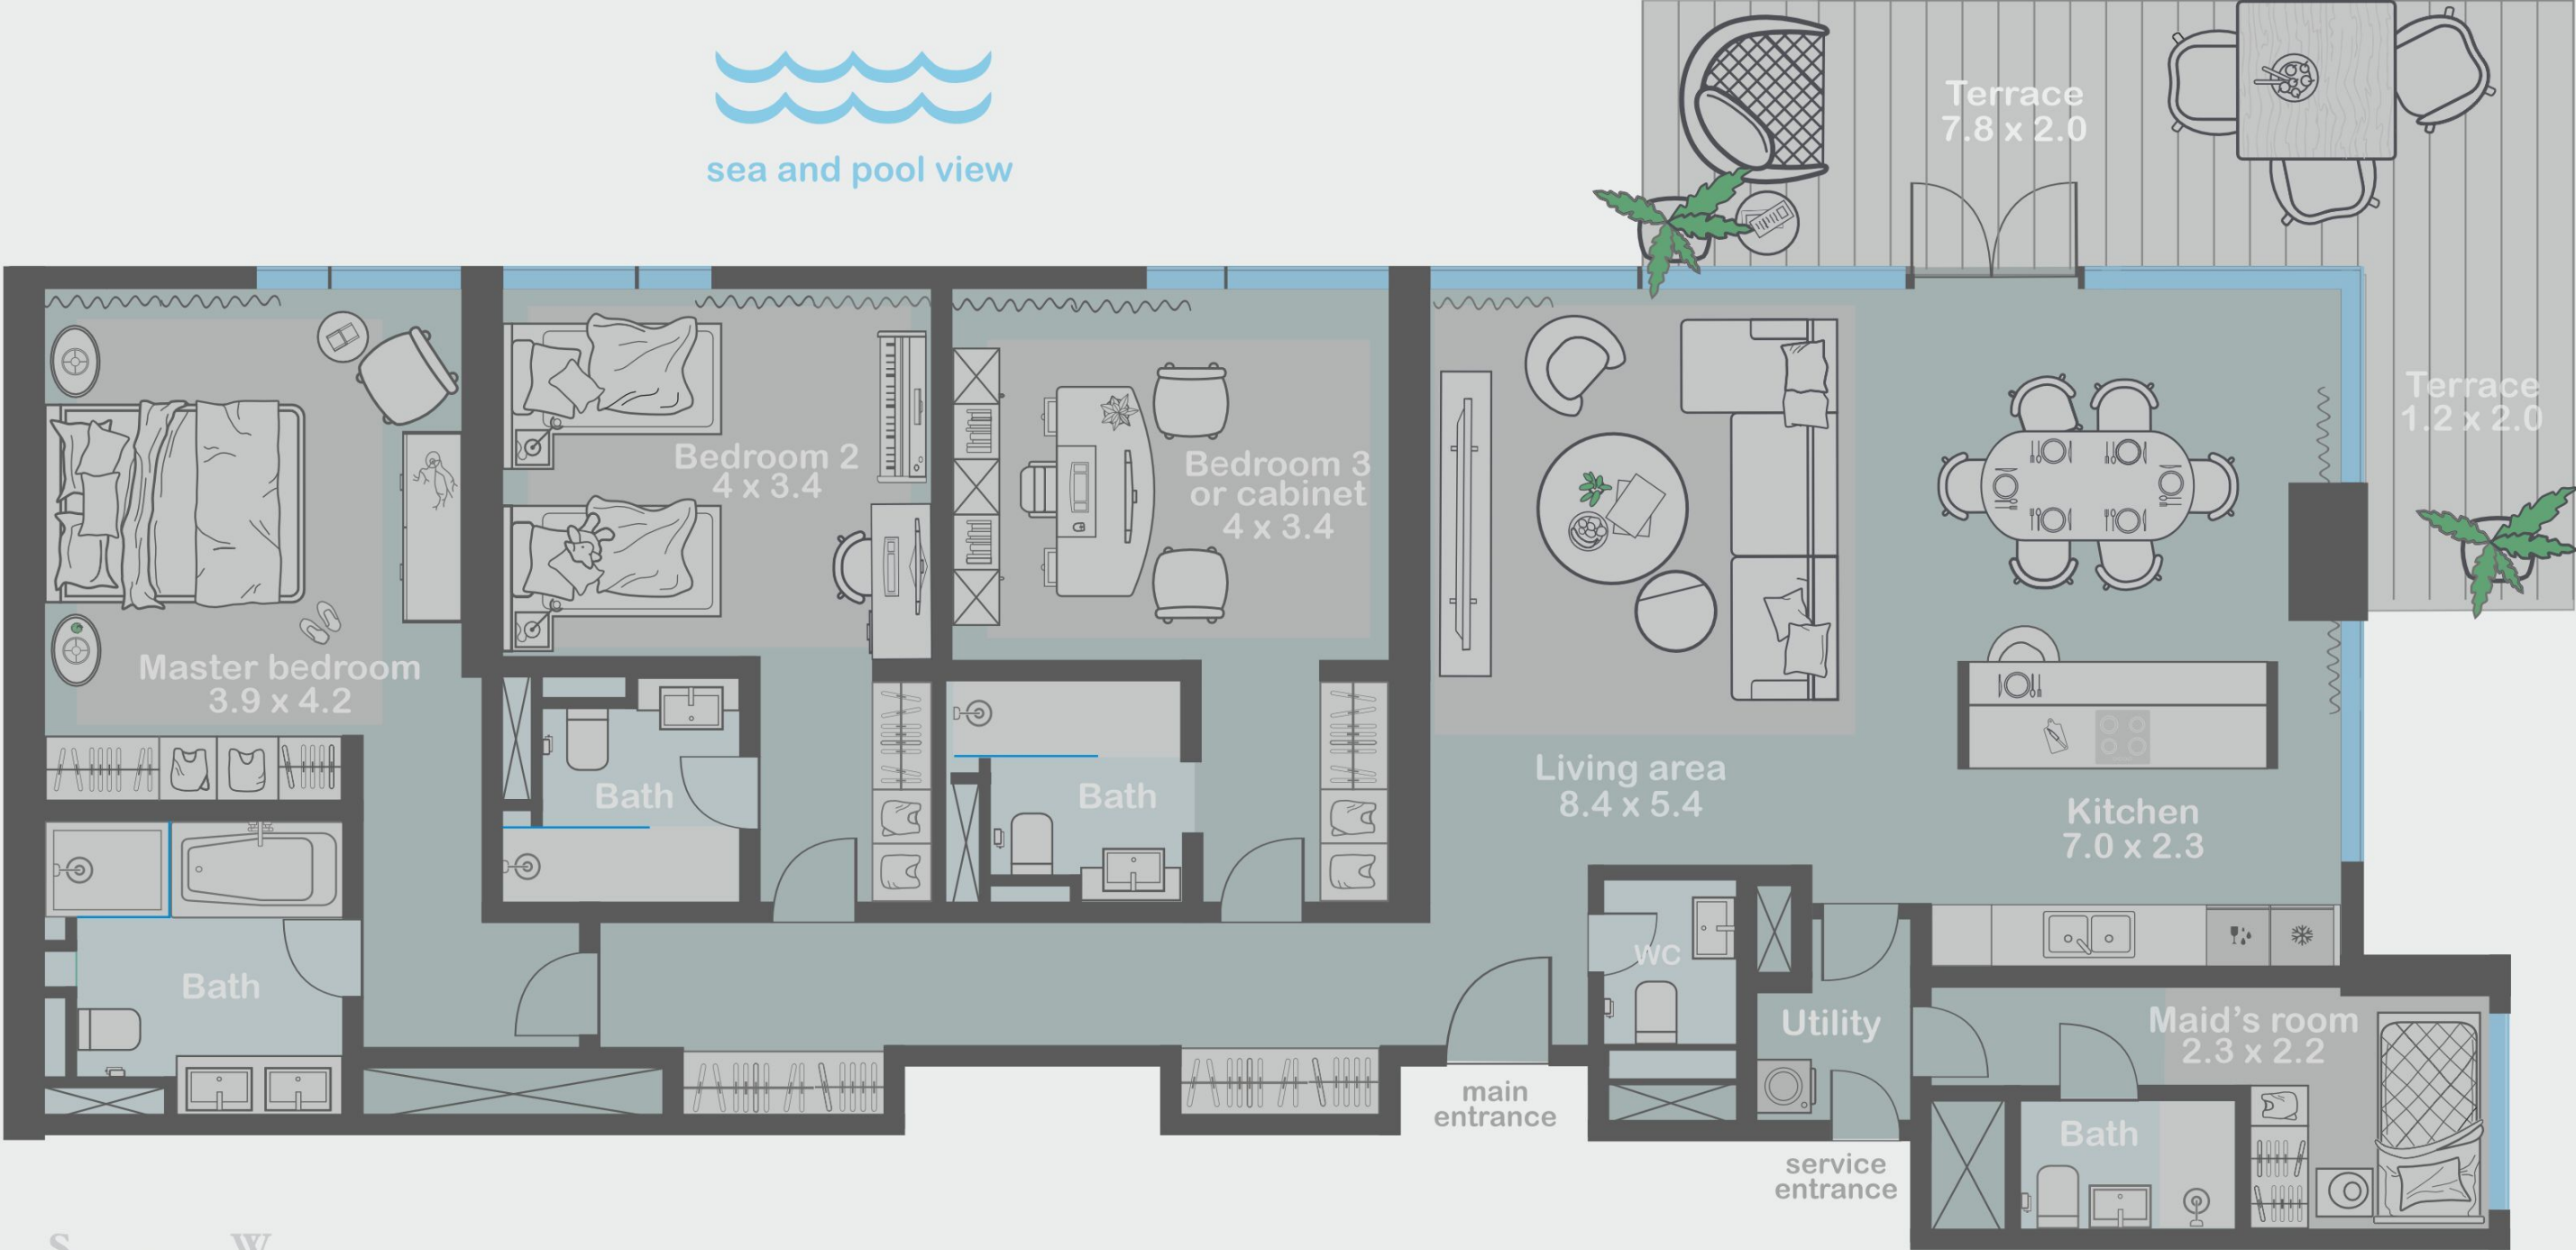 sea and pool view
Terrace
7.8 x 2.0
Terrace
1.2 x 2.0
Master bedroom
3.9 x 4.2
Bedroom 2
4 x 3.4
Bedroom 3
or cabinet
4 x 3.4
Living area
8.4 x 5.4
Kitchen
7.0 x 2.3
Bath
Bath
Bath
WC
Utility
Maid's room
2.3 x 2.2
Bath
main
entrance
service
entrance
S W